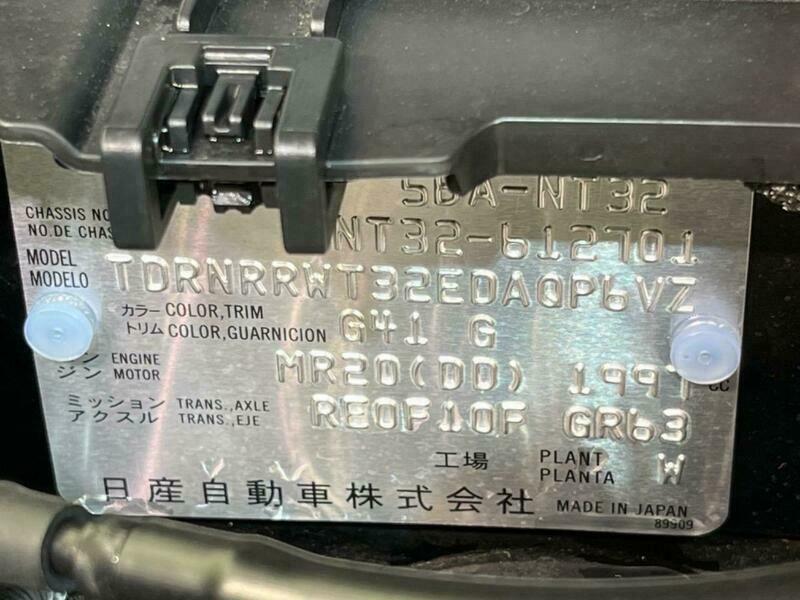 5BA-NT32
CHASSIS NO
NO.DE CHAS NT32-612701
MODEL
MODELO TDRNRRWT32EDAQP6VZ
カラー COLOR,TRIM
トリム COLOR,GUARNICION G41 G
ン ENGINE
ジン MOTOR MR20(DD) 1997 CC
ミッション TRANS.,AXLE
アクスル TRANS.,EJE RE0F10F GR63
工場 PLANT
PLANTA W
日産自動車株式会社 MADE IN JAPAN
89909